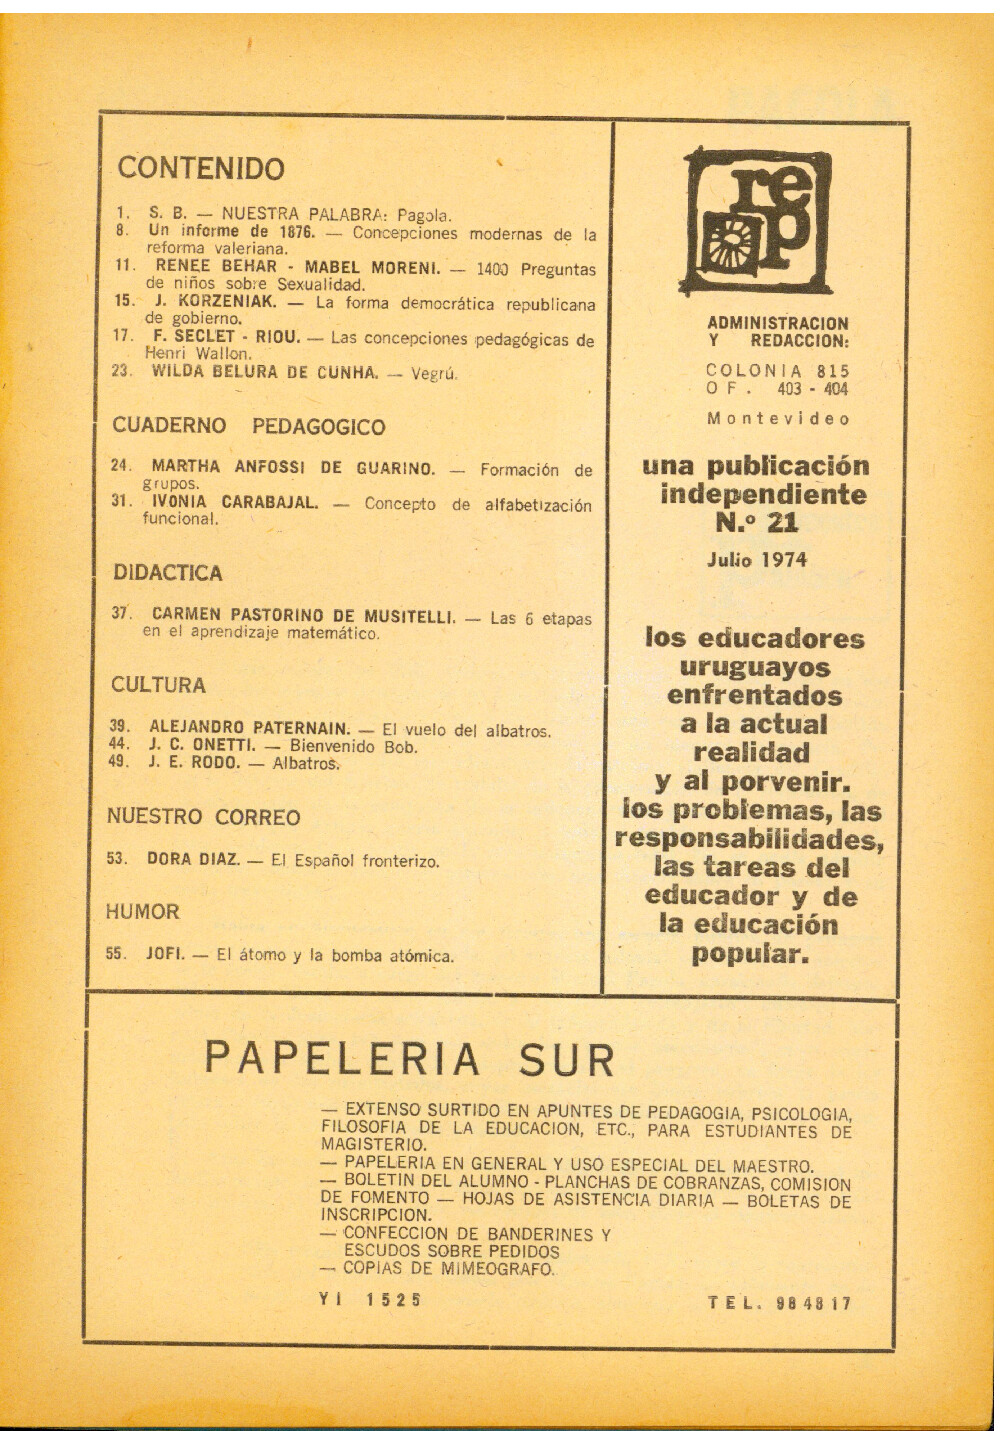 CONTENIDO
1. S. B. — NUESTRA PALABRA: Pagola.
8. Un informe de 1876. — Concepciones modernas de la
reforma valeriana.
11. RENEE BEHAR - MABEL MORENI. — 1400 Preguntas
de niños sobre Sexualidad.
15. J. KORZENIAK. — La forma democrática republicana
de gobierno.
17. F. SECLET - RIOU. — Las concepciones pedagógicas de
Henri Wallon.
23. WILDA BELURA DE CUNHA. — Vegrú.
CUADERNO PEDAGOGICO
24. MARTHA ANFOSSI DE GUARINO. — Formación de
grupos.
31. IVONIA CARABAJAL. — Concepto de alfabetización
funcional.
DIDACTICA
37. CARMEN PASTORINO DE MUSITELLI. — Las 6 etapas
en el aprendizaje matemático.
CULTURA
39. ALEJANDRO PATERNAIN. — El vuelo del albatros.
44. J. C. ONETTI. — Bienvenido Bob.
49. J. E. RODO. — Albatros.
NUESTRO CORREO
53. DORA DIAZ. — El Español fronterizo.
HUMOR
55. JOFI. — El átomo y la bomba atómica.
rep
ADMINISTRACION
Y REDACCION:
COLONIA 815
OF. 403 - 404
Montevideo
una publicación
independiente
N.º 21
Julio 1974
los educadores
uruguayos
enfrentados
a la actual
realidad
y al porvenir.
los problemas, las
responsabilidades,
las tareas del
educador y de
la educación
popular.
PAPELERIA SUR
— EXTENSO SURTIDO EN APUNTES DE PEDAGOGIA, PSICOLOGIA,
FILOSOFIA DE LA EDUCACION, ETC., PARA ESTUDIANTES DE
MAGISTERIO.
— PAPELERIA EN GENERAL Y USO ESPECIAL DEL MAESTRO.
— BOLETIN DEL ALUMNO - PLANCHAS DE COBRANZAS, COMISION
DE FOMENTO — HOJAS DE ASISTENCIA DIARIA — BOLETAS DE
INSCRIPCION.
— CONFECCION DE BANDERINES Y
ESCUDOS SOBRE PEDIDOS
— COPIAS DE MIMEOGRAFO.
YI 1525
TEL. 984817